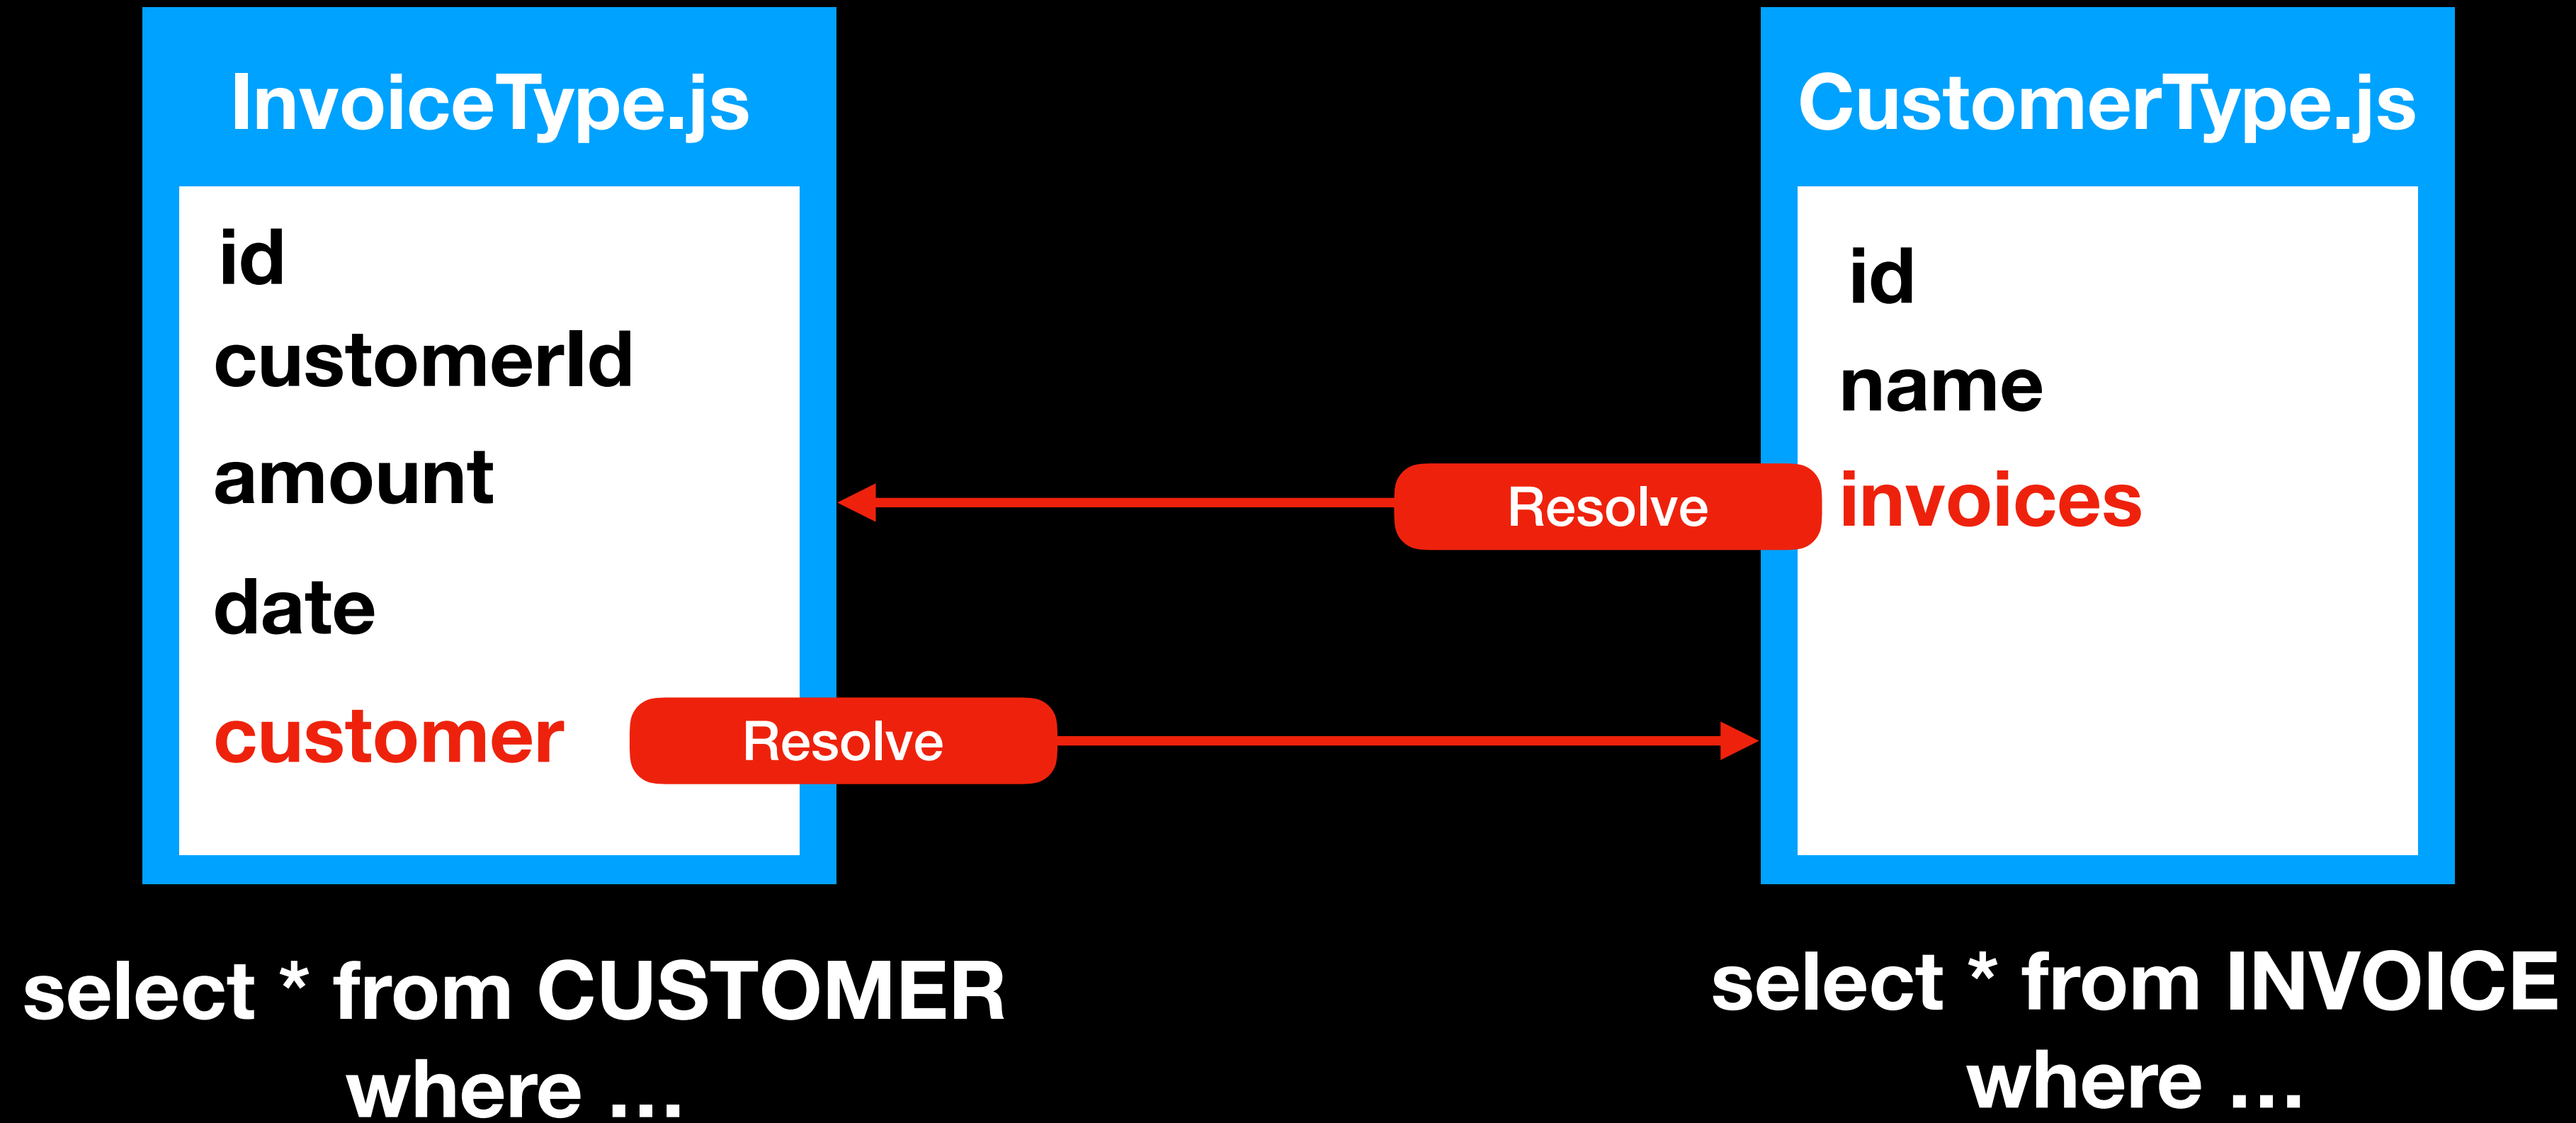 InvoiceType.js
id
customerId
amount
date
customer
Resolve
select * from CUSTOMER
where ...
CustomerType.js
id
name
Resolve
invoices
select * from INVOICE
where ...